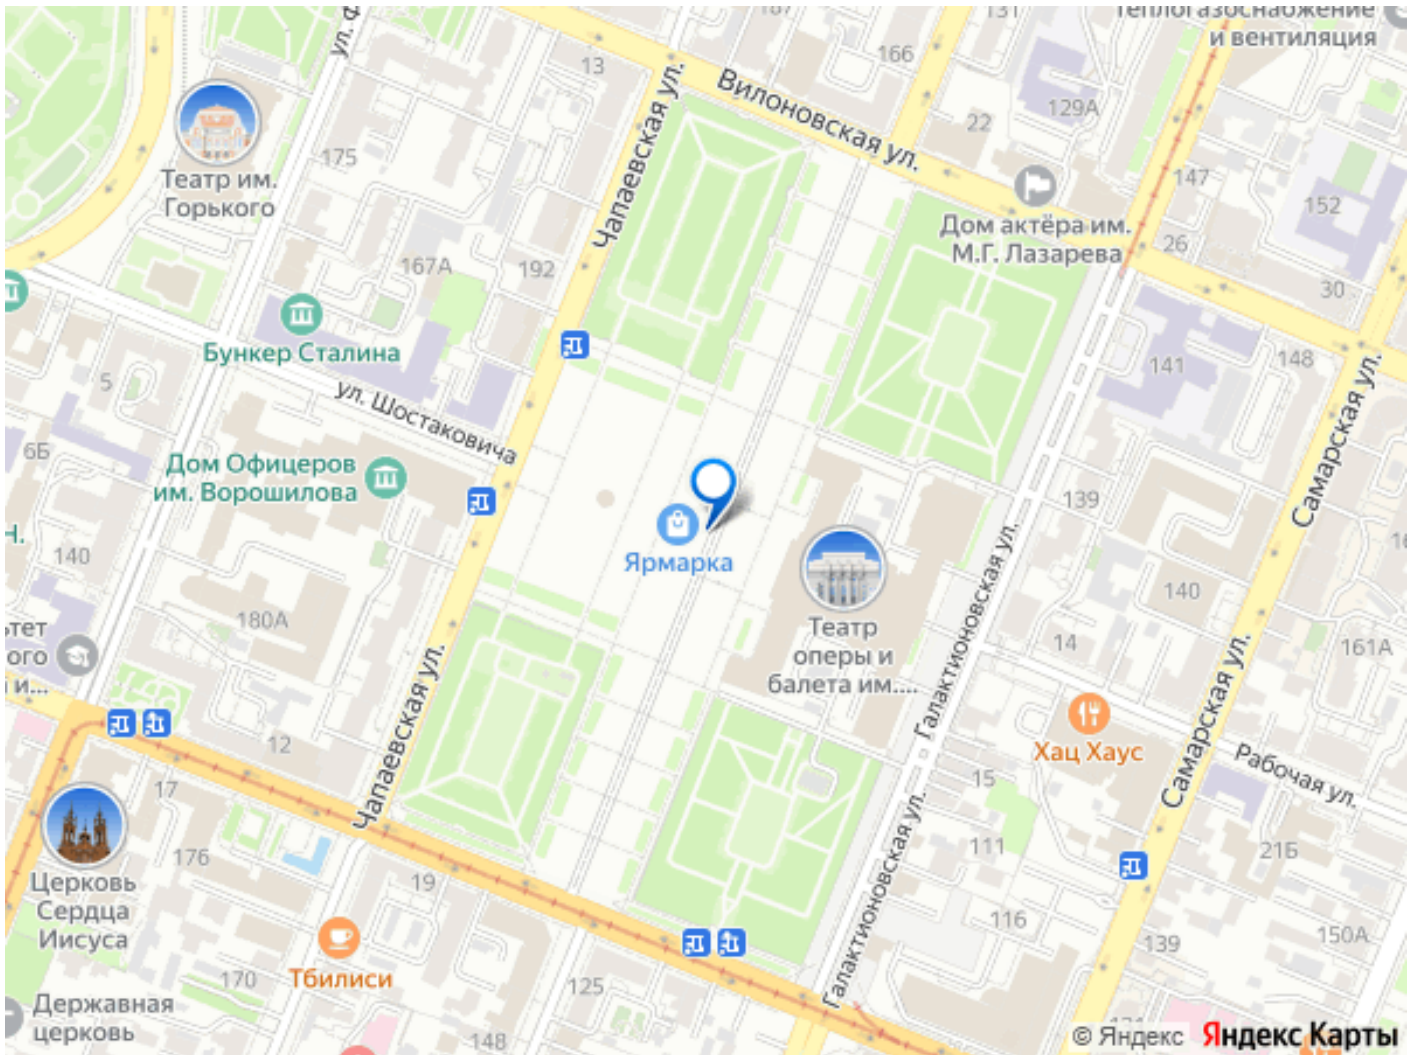 Теплогазоснабжение
и вентиляция
187
131
166
13
Вилоновская ул.
129А
22
Чапаевская ул.
175
Театр им.
Горького
147
152
Дом актёра им.
М.Г. Лазарева
26
167А
192
30
Бункер Сталина
141
148
5
ул. Шостаковича
6Б
Дом Офицеров
им. Ворошилова
Самарская ул.
139
Галактионовская ул.
140
Ярмарка
140
180А
Театр
оперы и
балета им....
14
161А
ого
и...
Чапаевская ул.
Самарская ул.
12
Хац Хаус
Рабочая ул.
15
17
Галактионовская ул.
176
111
21Б
19
Церковь
Сердца
Иисуса
116
139
150А
Тбилиси
170
125
Державная
церковь
148
© Яндекс Яндекс Карты